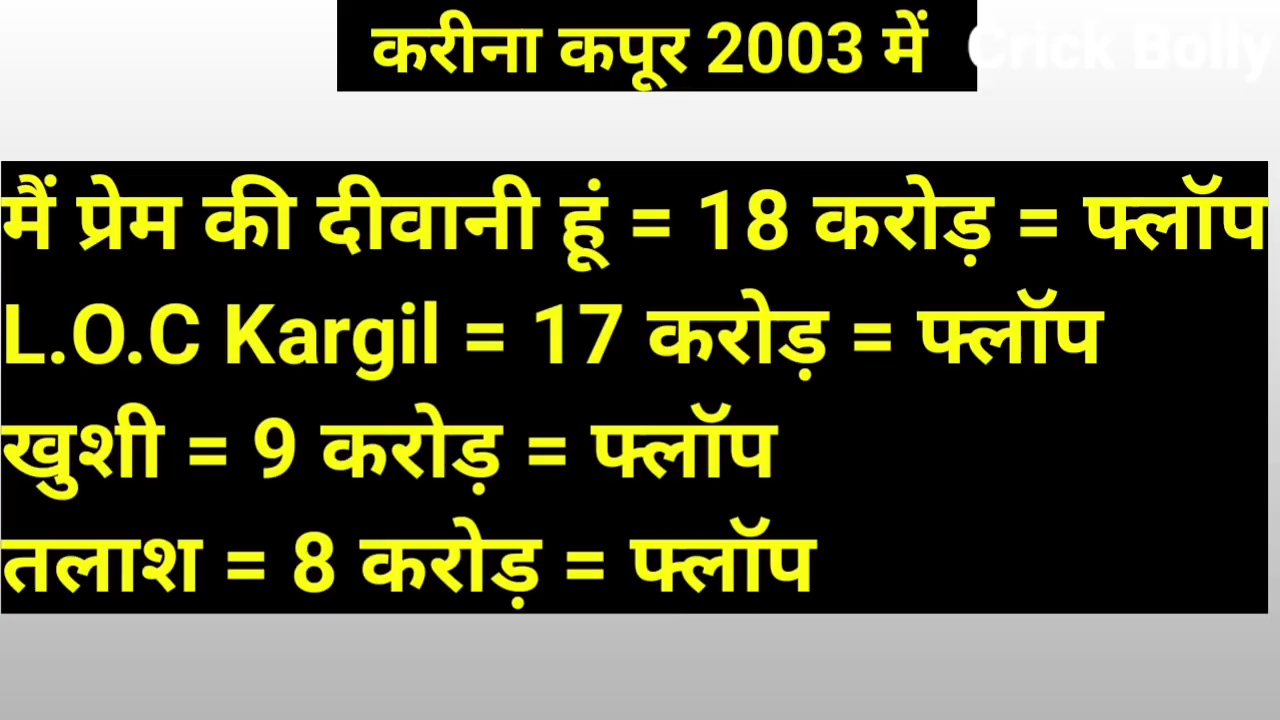 करीना कपूर 2003 में
Crick Bolly
मैं प्रेम की दीवानी हूं = 18 करोड़ = फ्लॉप
L.O.C Kargil = 17 करोड़ = फ्लॉप
खुशी = 9 करोड़ = फ्लॉप
तलाश = 8 करोड़ = फ्लॉप